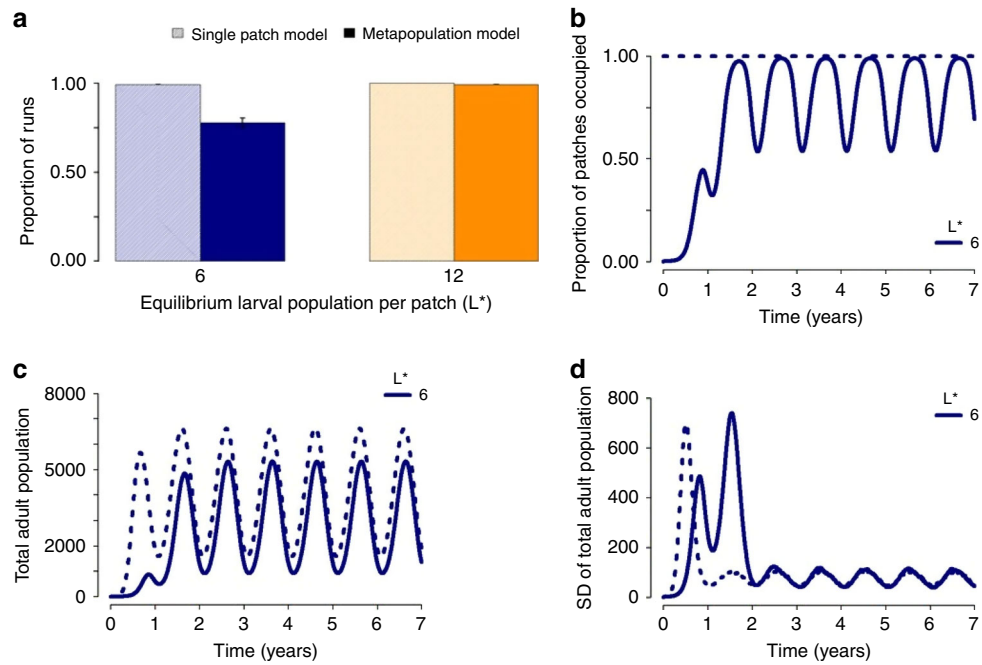 a
Single patch model
Metapopulation model
Proportion of runs
1.00
0.50
0.00
6
12
Equilibrium larval population per patch (L*)
b
Proportion of patches occupied
1.00
0.50
0.00
L*
6
0 1 2 3 4 5 6 7
Time (years)
c
Total adult population
8000
5000
2000
0
L*
6
0 1 2 3 4 5 6 7
Time (years)
d
SD of total adult population
800
600
400
200
0
L*
6
0 1 2 3 4 5 6 7
Time (years)